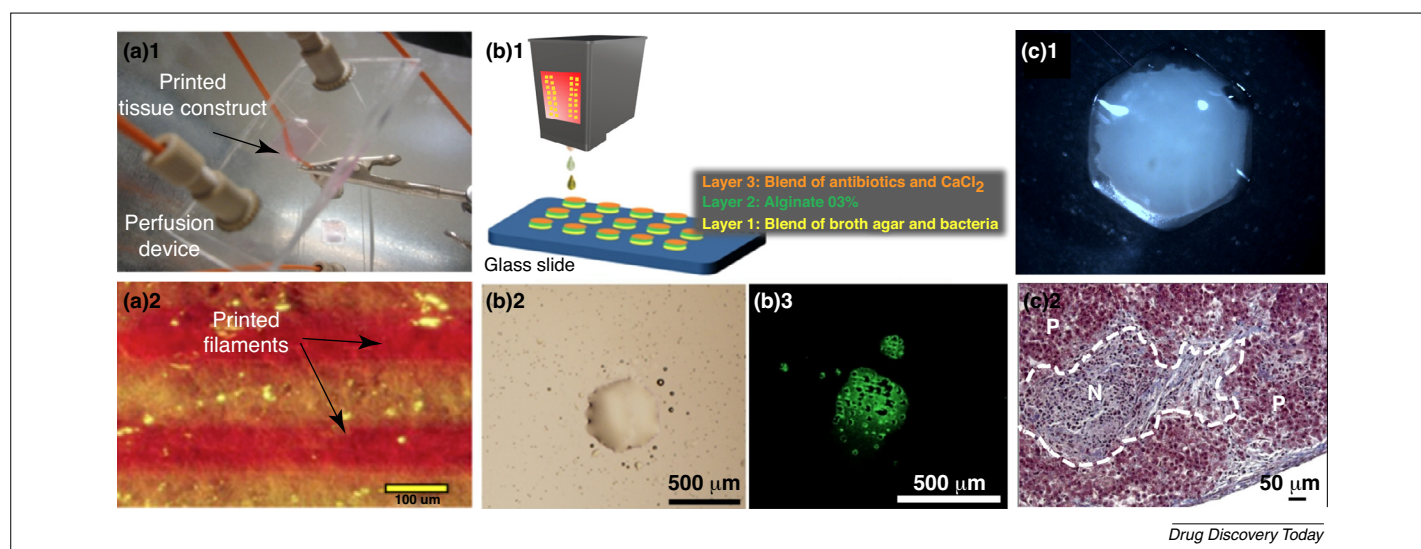 (a)1
Printed
tissue construct
Perfusion
device
(b)1
Layer 3: Blend of antibiotics and CaCl2
Layer 2: Alginate 03%
Layer 1: Blend of broth agar and bacteria
Glass slide
(c)1
(a)2
Printed
filaments
100 um
(b)2
500 μm
(b)3
500 μm
(c)2
P
N
P
50 μm
Drug Discovery Today